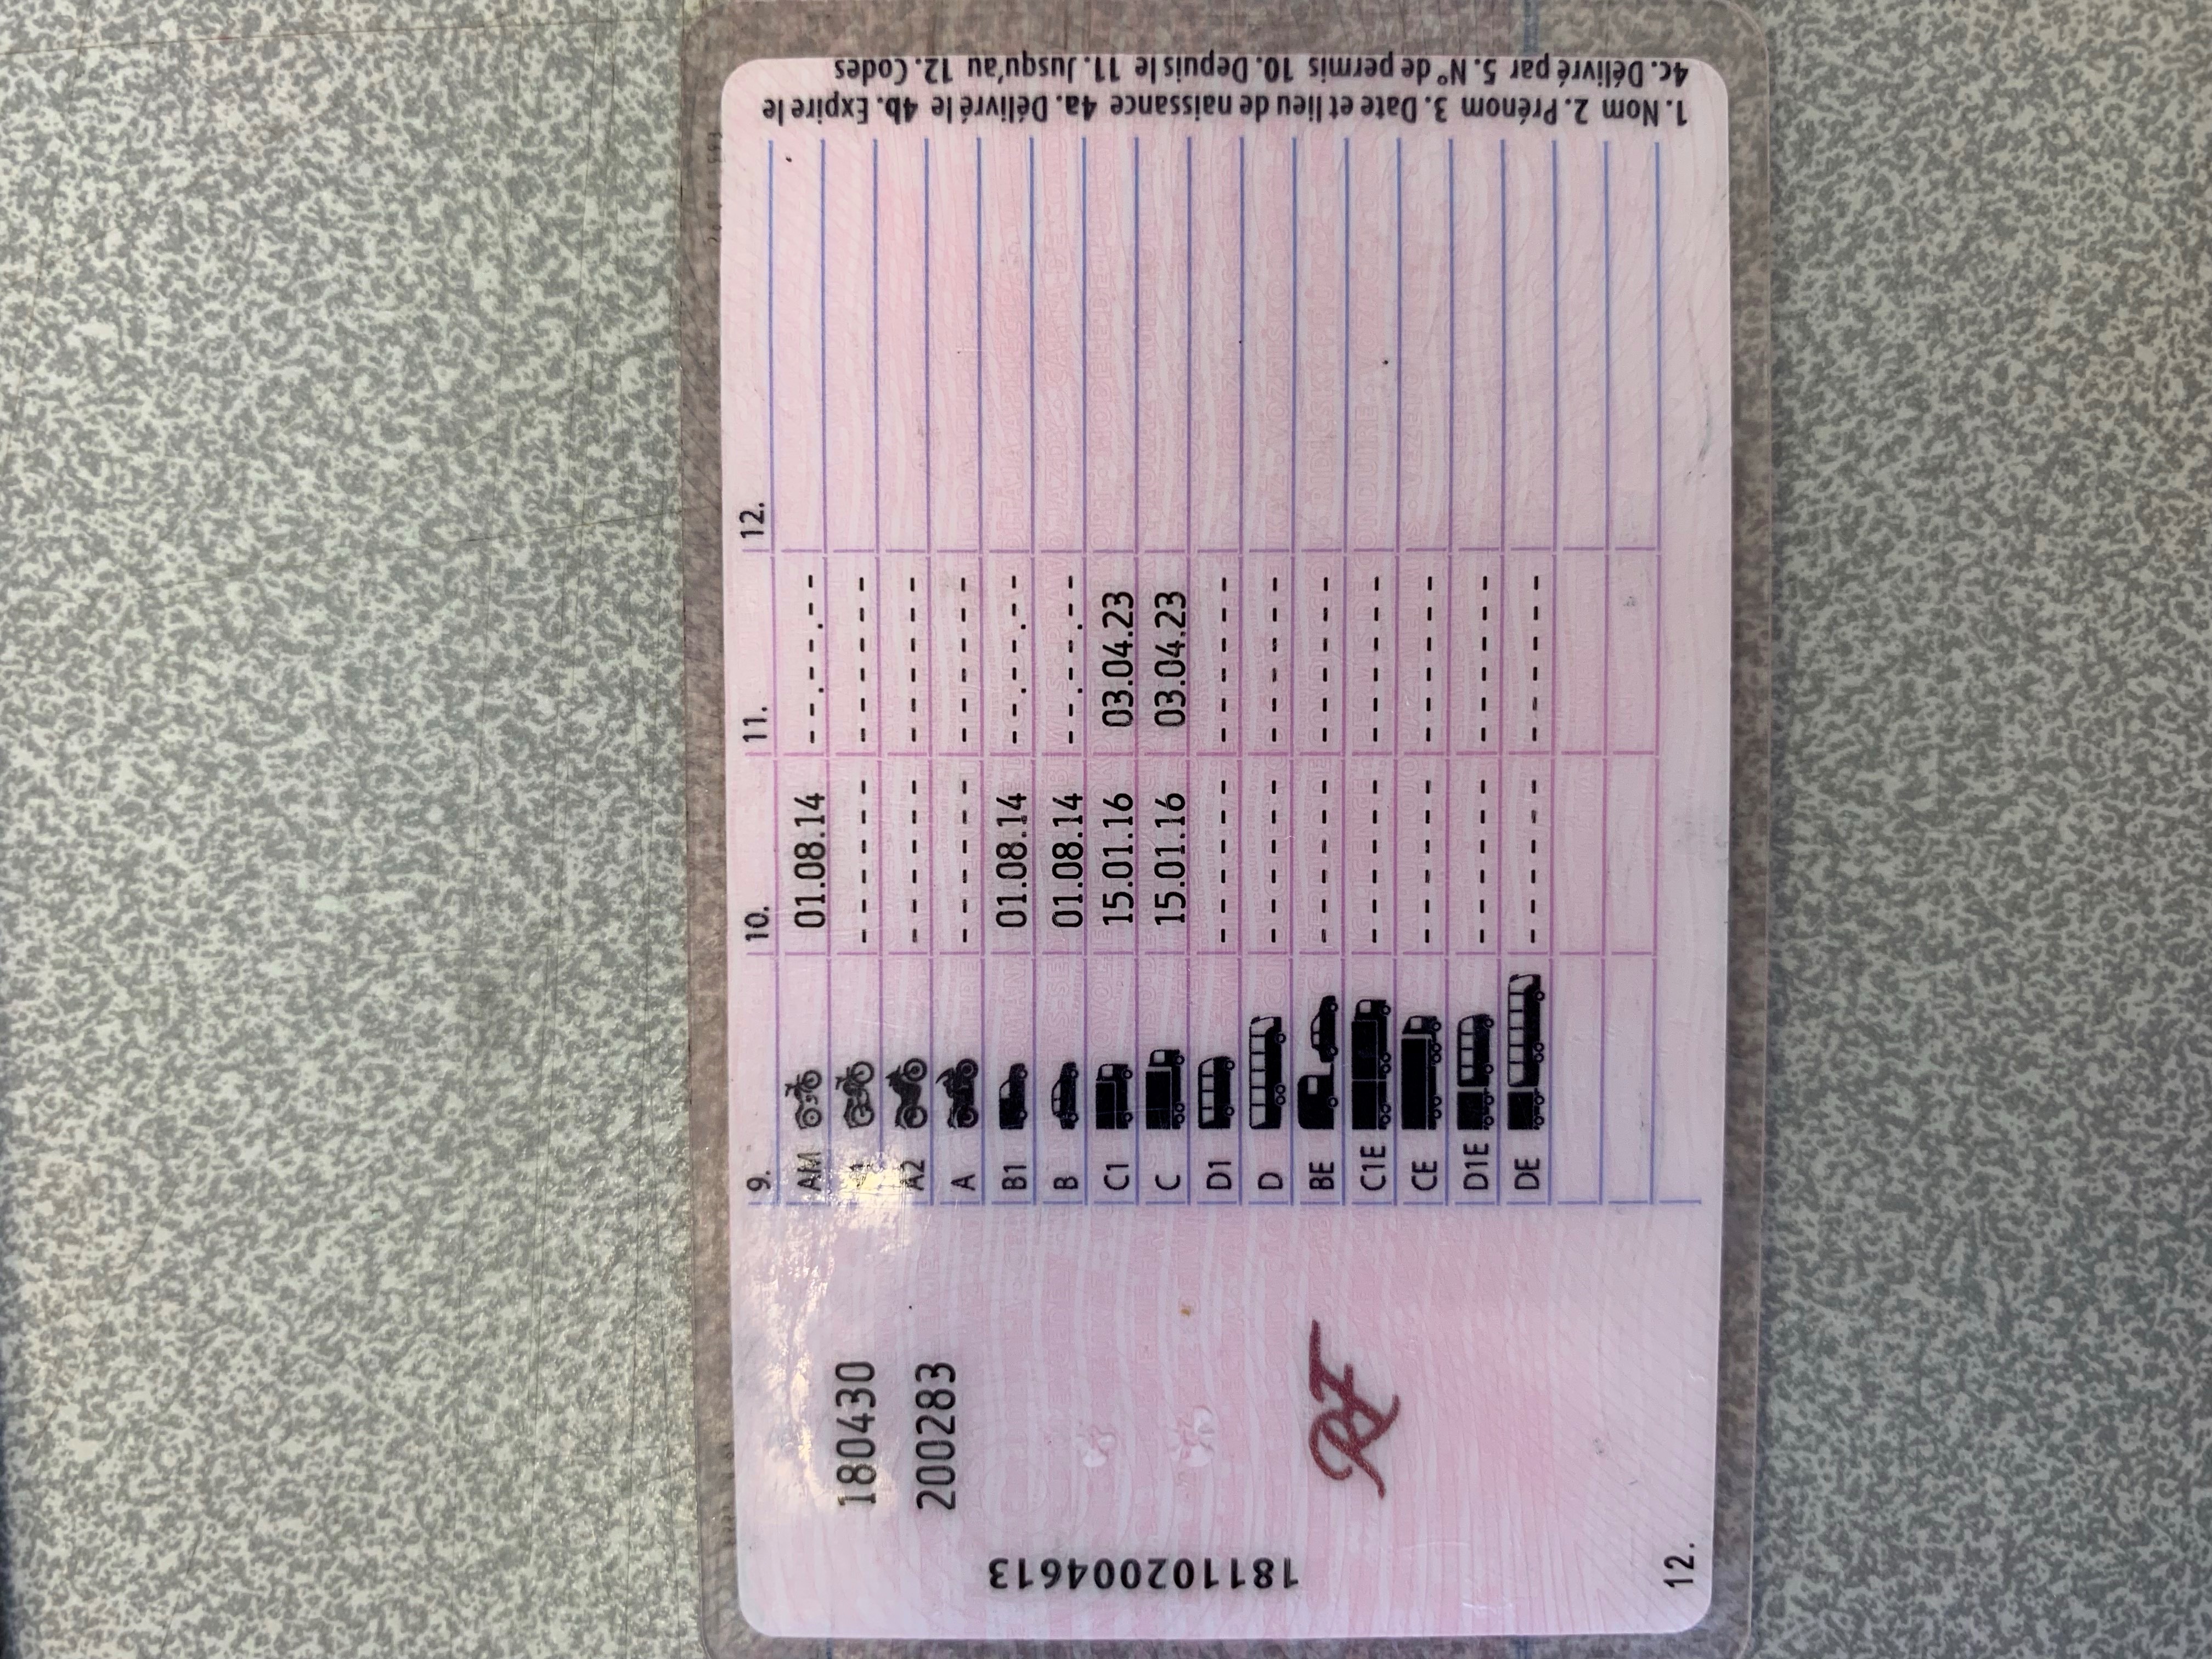 1. Nom 2. Prénom 3. Date et lieu de naissance 4a. Délivré le 4b. Expire le
4c. Délivré par 5. N° de permis 10. Depuis le 11. Jusqu'au 12. Codes
9. 10. 11. 12.
AM 01.08.14 --.--.--
------- -------
A2 ------- -------
A ------- -------
B1 01.08.14 --.--.--
B 01.08.14 --.--.--
C1 15.01.16 03.04.23
C 15.01.16 03.04.23
D1 ------- -------
D ------- -------
BE ------- -------
C1E ------- -------
CE ------- -------
D1E ------- -------
DE ------- -------
180430
200283
181102004613
RF
12.